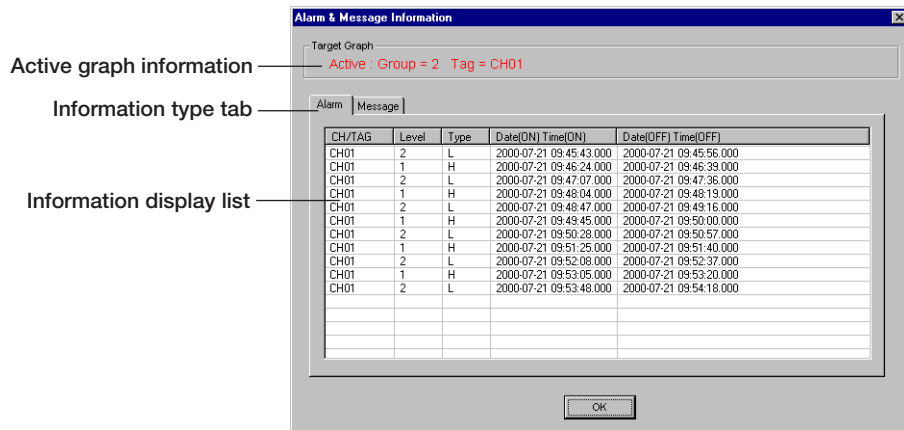 Alarm & Message Information
Target Graph
Active graph information
Active : Group = 2 Tag = CH01
Information type tab
Alarm Message
CH/TAG Level Type Date(ON) Time(ON) Date(OFF) Time(OFF)
CH01 2 L 2000-07-21 09:45:43.000 2000-07-21 09:45:56.000
CH01 1 H 2000-07-21 09:46:24.000 2000-07-21 09:46:39.000
CH01 2 L 2000-07-21 09:47:07.000 2000-07-21 09:47:36.000
CH01 1 H 2000-07-21 09:48:04.000 2000-07-21 09:48:19.000
Information display list
CH01 2 L 2000-07-21 09:48:47.000 2000-07-21 09:49:16.000
CH01 1 H 2000-07-21 09:49:45.000 2000-07-21 09:50:00.000
CH01 2 L 2000-07-21 09:50:28.000 2000-07-21 09:50:57.000
CH01 1 H 2000-07-21 09:51:25.000 2000-07-21 09:51:40.000
CH01 2 L 2000-07-21 09:52:08.000 2000-07-21 09:52:37.000
CH01 1 H 2000-07-21 09:53:05.000 2000-07-21 09:53:20.000
CH01 2 L 2000-07-21 09:53:48.000 2000-07-21 09:54:18.000
OK